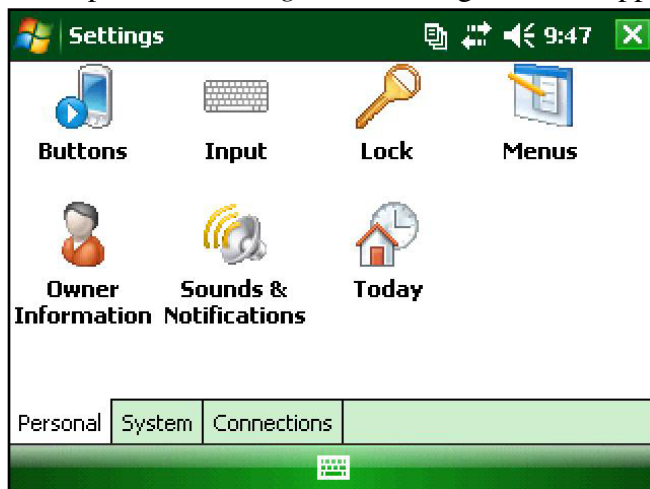 Settings
9:47
Buttons Input Lock Menus
Owner Sounds & Today
Information Notifications
Personal System Connections